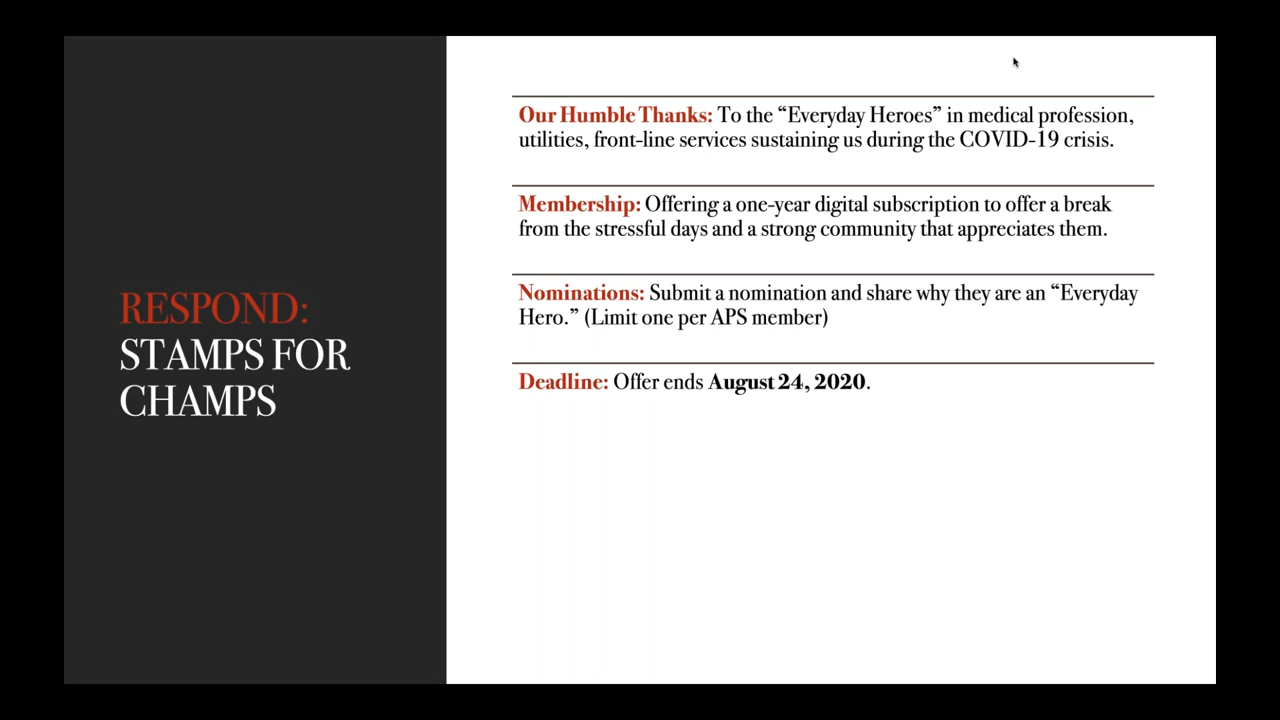 RESPOND:
STAMPS FOR
CHAMPS
Our Humble Thanks: To the “Everyday Heroes” in medical profession,
utilities, front-line services sustaining us during the COVID-19 crisis.
Membership: Offering a one-year digital subscription to offer a break
from the stressful days and a strong community that appreciates them.
Nominations: Submit a nomination and share why they are an “Everyday
Hero.” (Limit one per APS member)
Deadline: Offer ends August 24, 2020.